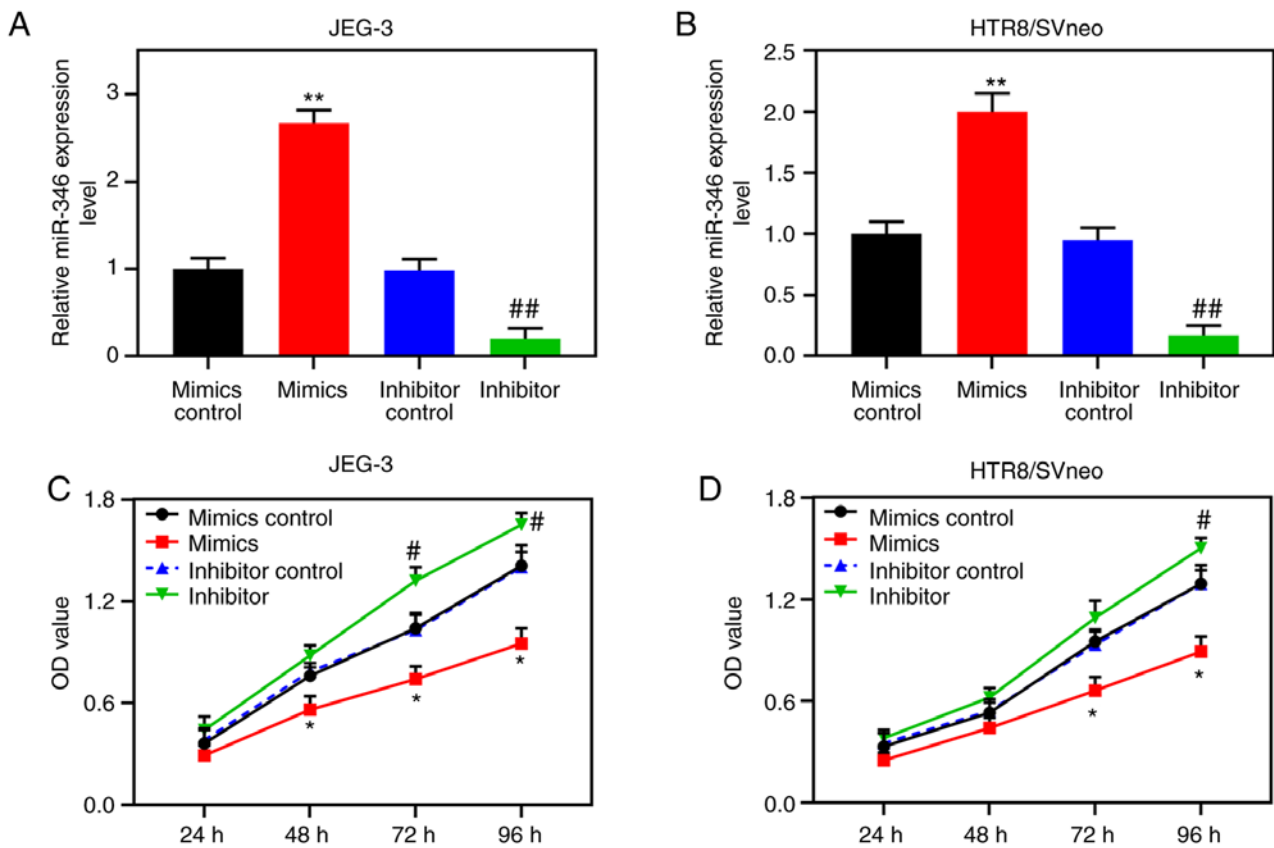 A
JEG-3
Relative miR-346 expression
level
3
2
1
0
**
##
Mimics
control
Mimics
Inhibitor
control
Inhibitor
B
HTR8/SVneo
Relative miR-346 expression
level
2.5
2.0
1.5
1.0
0.5
0.0
**
##
Mimics
control
Mimics
Inhibitor
control
Inhibitor
C
JEG-3
OD value
1.8
1.2
0.6
0.0
Mimics control
Mimics
Inhibitor control
Inhibitor
#
#
*
*
*
24 h
48 h
72 h
96 h
D
HTR8/SVneo
OD value
1.8
1.2
0.6
0.0
Mimics control
Mimics
Inhibitor control
Inhibitor
#
*
*
24 h
48 h
72 h
96 h